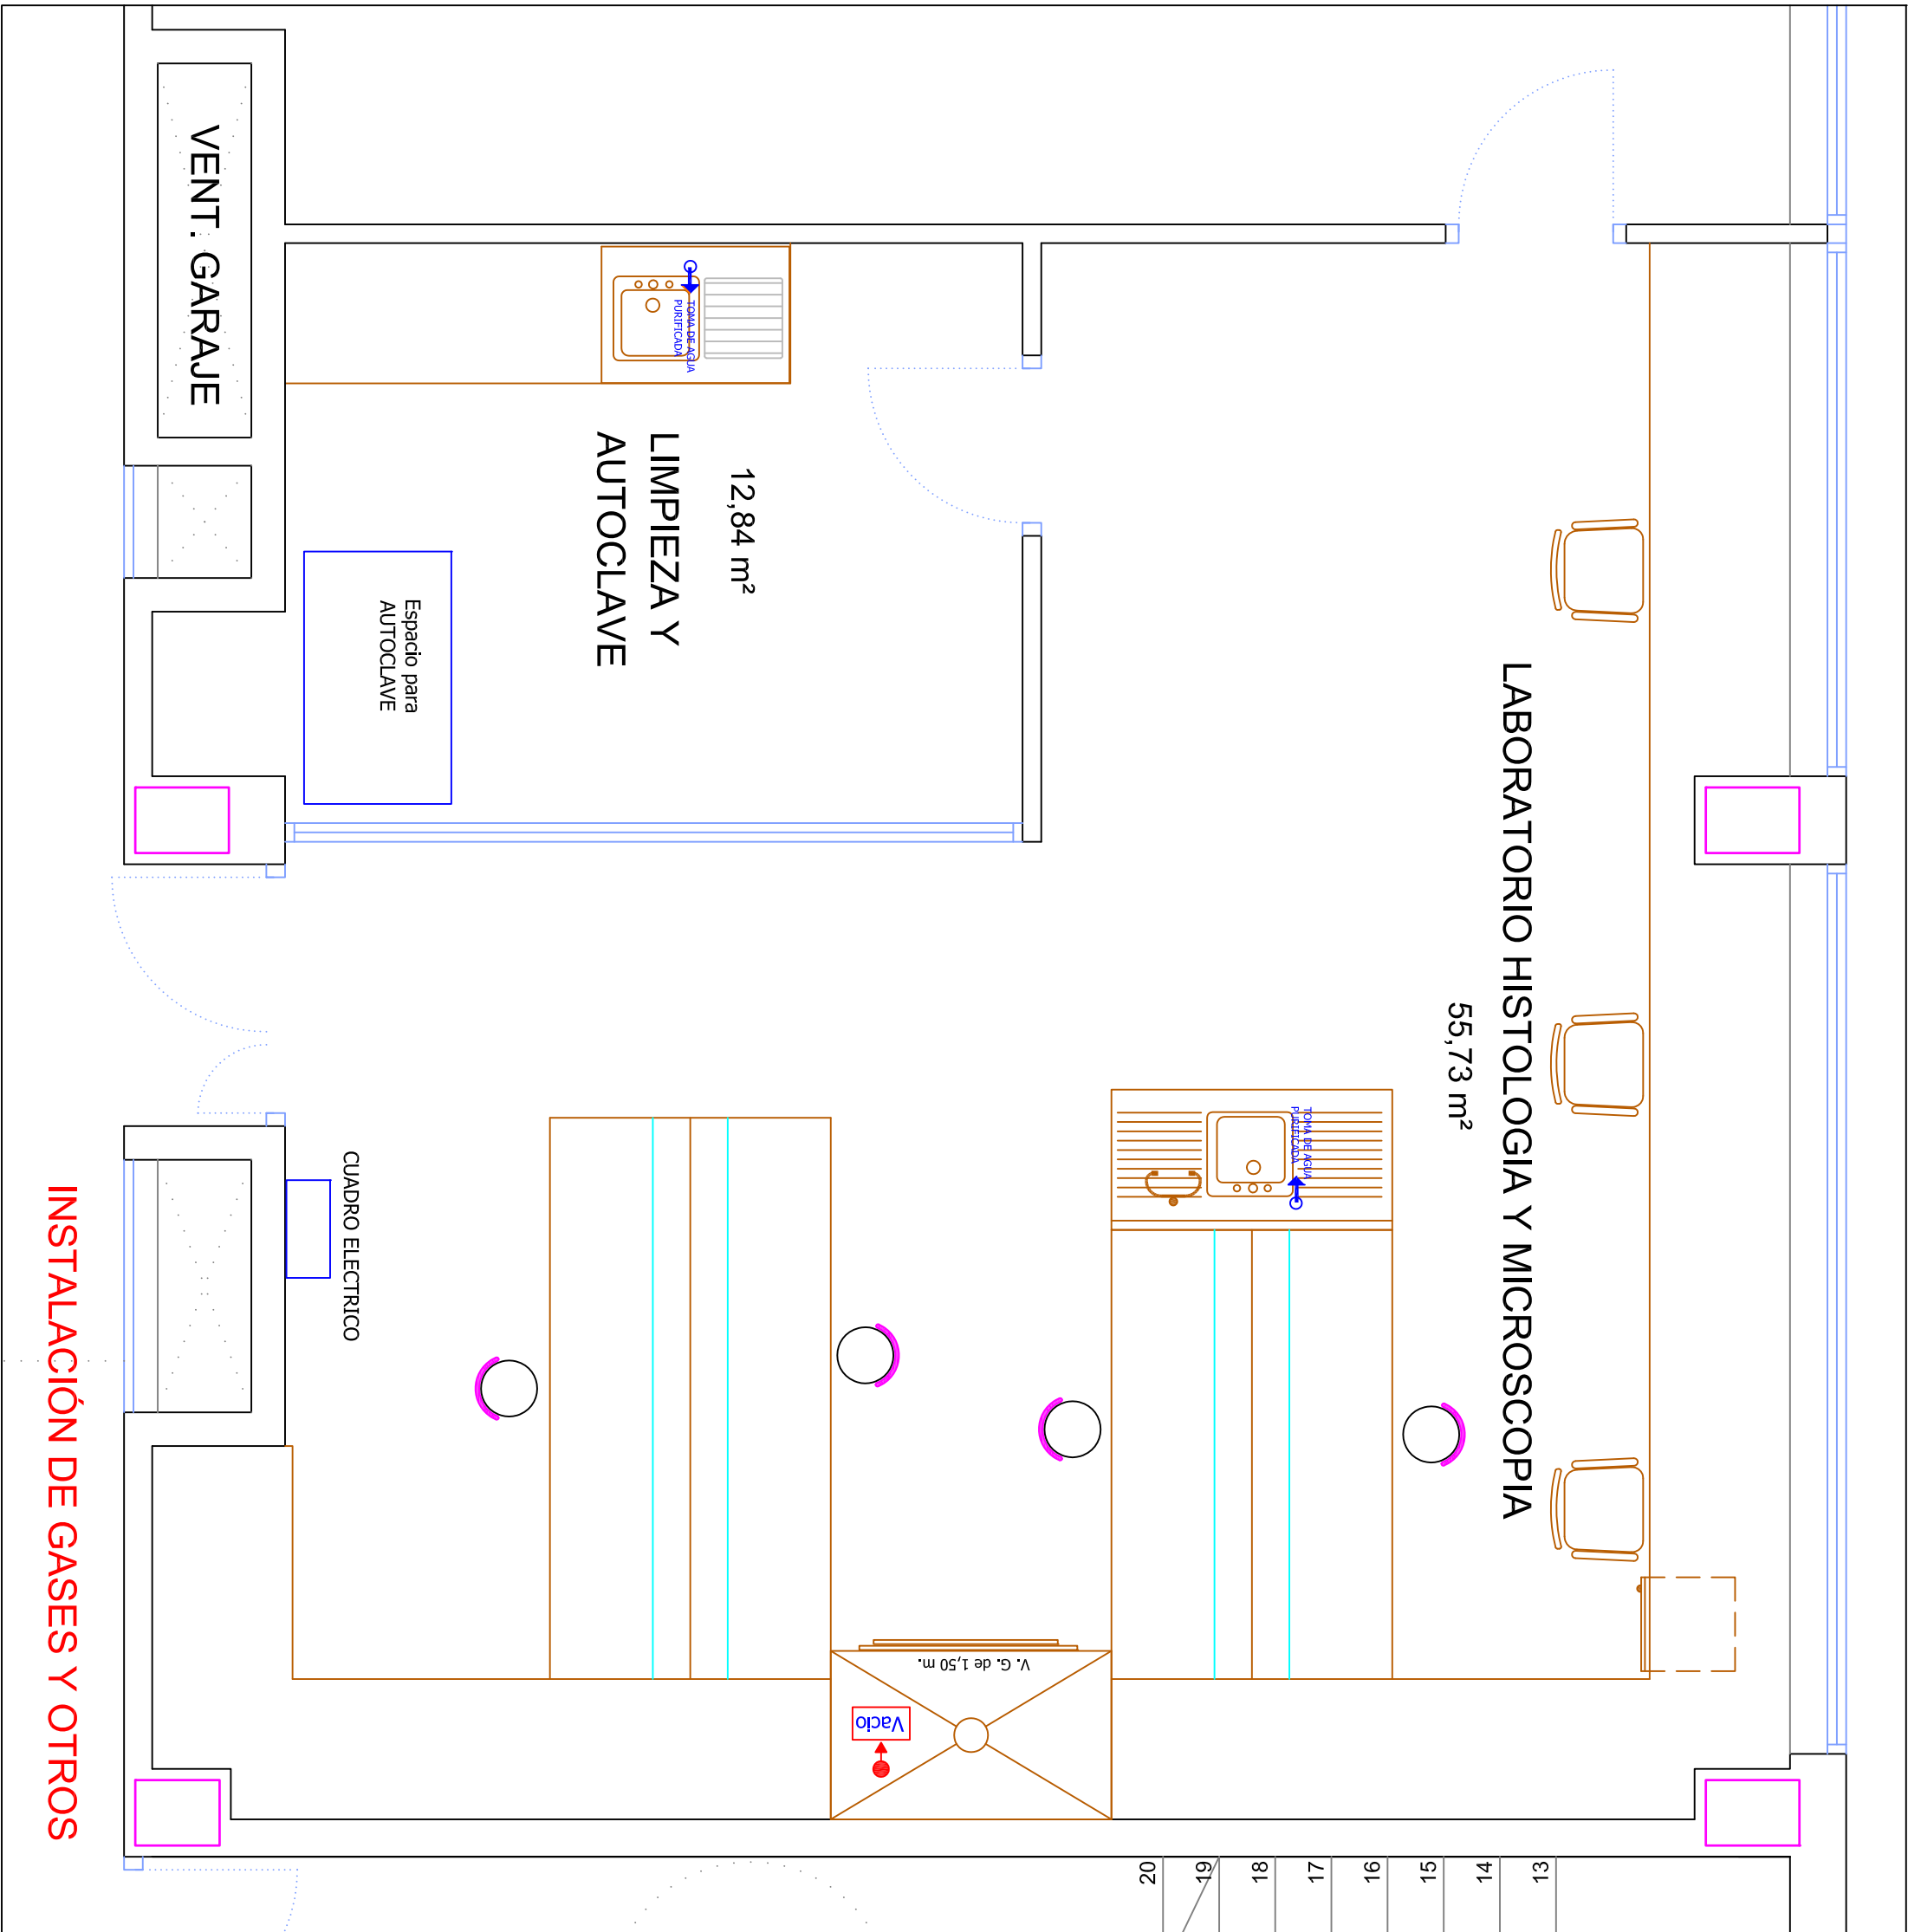 VENT. GARAJE
TOMA DE AGUA
PURIFICADA
12,84 m²
LIMPIEZA Y
AUTOCLAVE
Espacio para
AUTOCLAVE
LABORATORIO HISTOLOGIA Y MICROSCOPIA
55,73 m²
TOMA DE AGUA
PURIFICADA
CUADRO ELECTRICO
V. G. de 1,50 m.
Vacio
INSTALACIÓN DE GASES Y OTROS
20
19
18
17
16
15
14
13